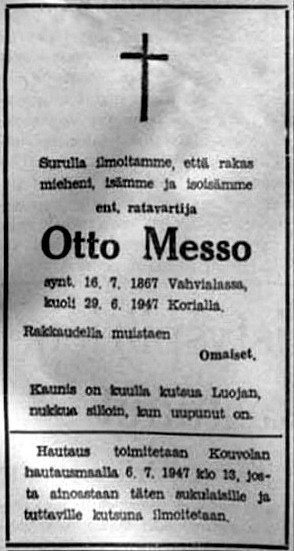 Surulla ilmoitamme, että rakas
mieheni, isämme ja isoisämme
ent. ratavartija
Otto Messo
synt. 16. 7. 1867 Vahvialassa,
kuoli 29. 6. 1947 Korialla.
Rakkaudella muistaen
Omaiset.
Kaunis on kuulla kutsua Luojan,
nukkua silloin, kun uupunut on.
Hautaus toimitetaan Kouvolan
hautausmaalla 6. 7. 1947 klo 13, jos-
ta ainoastaan täten sukulaisille ja
tuttaville kutsuna ilmoitetaan.